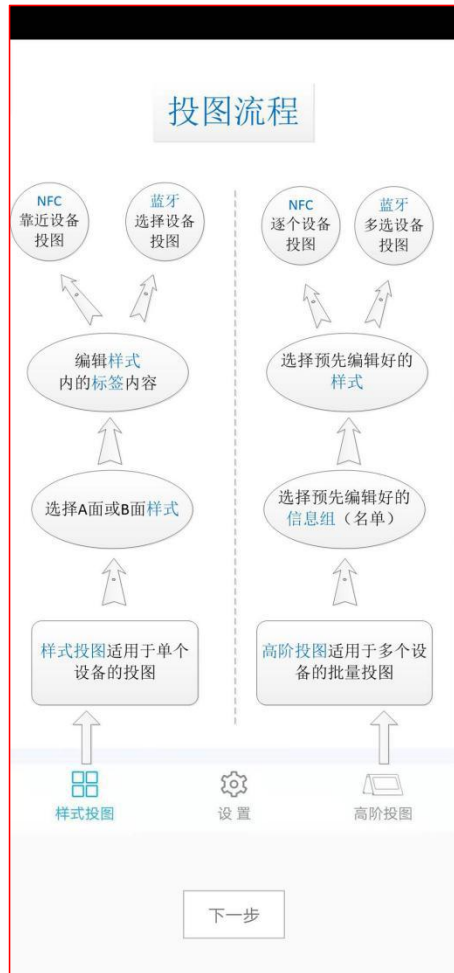 投图流程
NFC
靠近设备
投图
蓝牙
选择设备
投图
编辑样式
内的标签内容
选择A面或B面样式
样式投图适用于单个
设备的投图
NFC
逐个设备
投图
蓝牙
多选设备
投图
选择预先编辑好的
样式
选择预先编辑好的
信息组（名单）
高阶投图适用于多个设
备的批量投图
样式投图
设 置
高阶投图
下一步